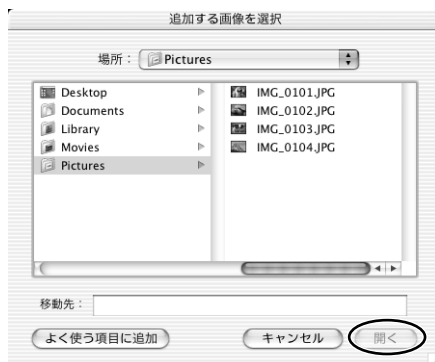 追加する画像を選択
場所： Pictures
Desktop
Documents
Library
Movies
Pictures
IMG_0101.JPG
IMG_0102.JPG
IMG_0103.JPG
IMG_0104.JPG
移動先：
よく使う項目に追加
キャンセル
開く